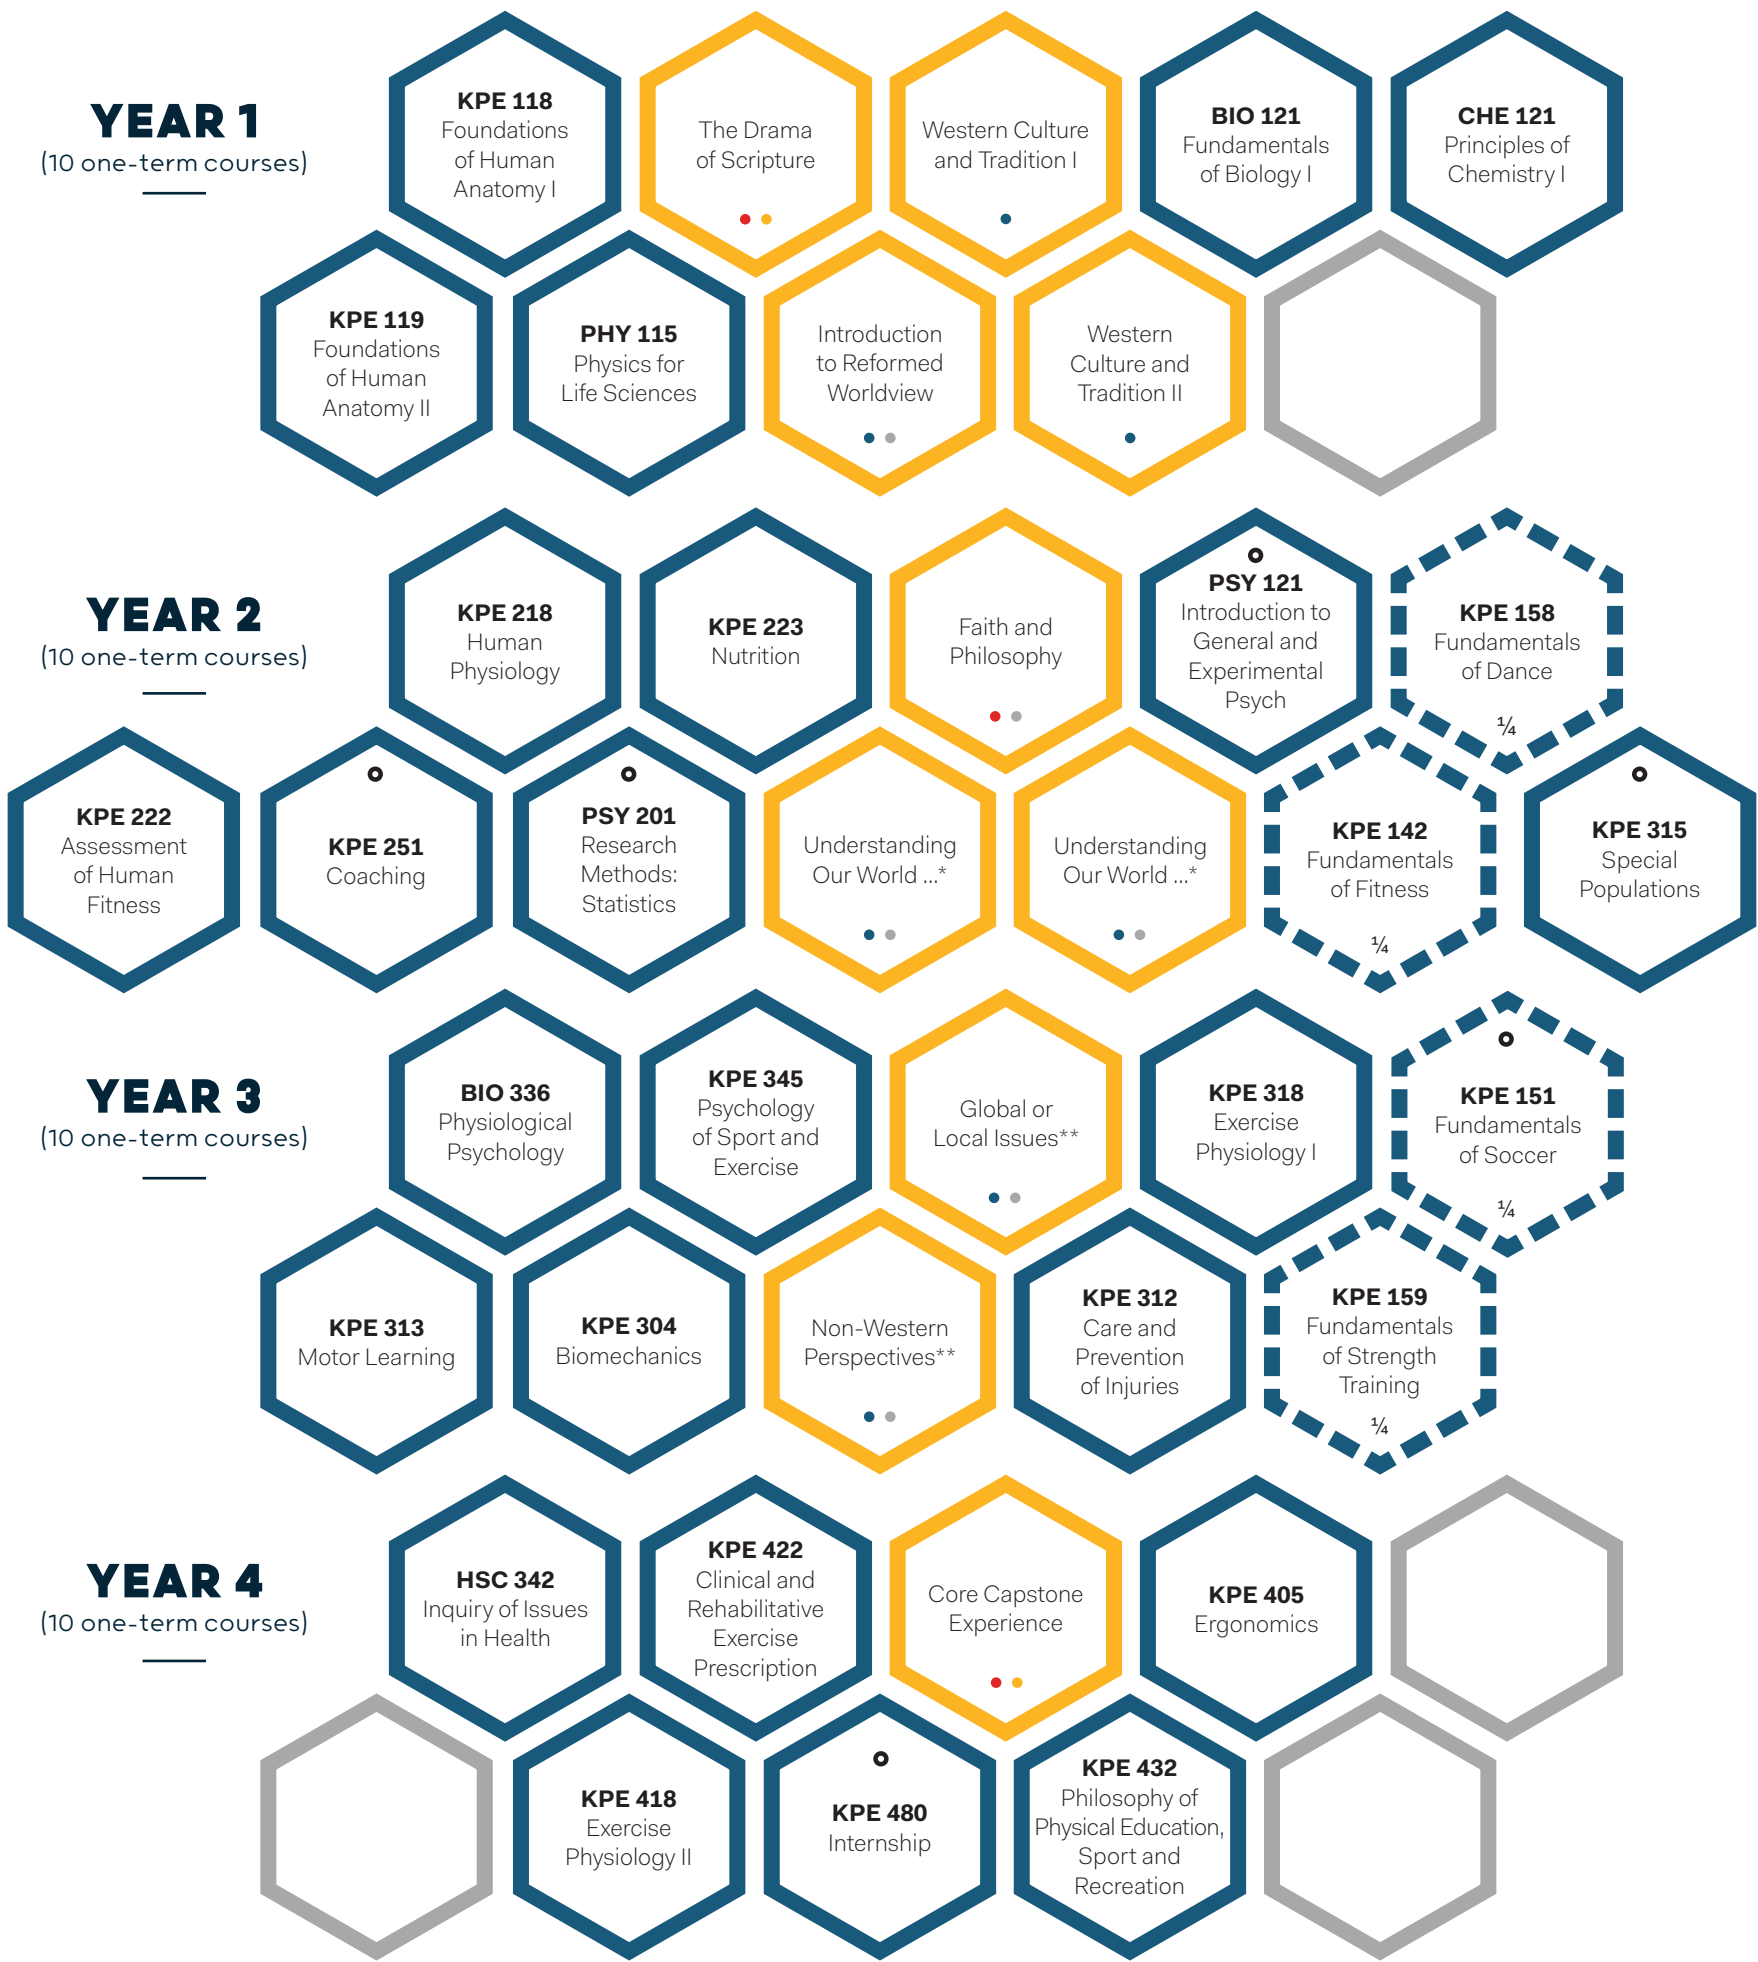 YEAR 1
(10 one-term courses)
KPE 118
Foundations
of Human
Anatomy I
The Drama
of Scripture
Western Culture
and Tradition I
BIO 121
Fundamentals
of Biology I
CHE 121
Principles of
Chemistry I
KPE 119
Foundations
of Human
Anatomy II
PHY 115
Physics for
Life Sciences
Introduction
to Reformed
Worldview
Western
Culture and
Tradition II
YEAR 2
(10 one-term courses)
KPE 218
Human
Physiology
KPE 223
Nutrition
Faith and
Philosophy
PSY 121
Introduction to
General and
Experimental
Psych
KPE 158
Fundamentals
of Dance
¼
KPE 222
Assessment
of Human
Fitness
KPE 251
Coaching
PSY 201
Research
Methods:
Statistics
Understanding
Our World ...*
Understanding
Our World ...*
KPE 142
Fundamentals
of Fitness
¼
KPE 315
Special
Populations
YEAR 3
(10 one-term courses)
BIO 336
Physiological
Psychology
KPE 345
Psychology
of Sport and
Exercise
Global or
Local Issues**
KPE 318
Exercise
Physiology I
KPE 151
Fundamentals
of Soccer
¼
KPE 313
Motor Learning
KPE 304
Biomechanics
Non-Western
Perspectives**
KPE 312
Care and
Prevention
of Injuries
KPE 159
Fundamentals
of Strength
Training
¼
YEAR 4
(10 one-term courses)
HSC 342
Inquiry of Issues
in Health
KPE 422
Clinical and
Rehabilitative
Exercise
Prescription
Core Capstone
Experience
KPE 405
Ergonomics
KPE 418
Exercise
Physiology II
KPE 480
Internship
KPE 432
Philosophy of
Physical Education,
Sport and
Recreation